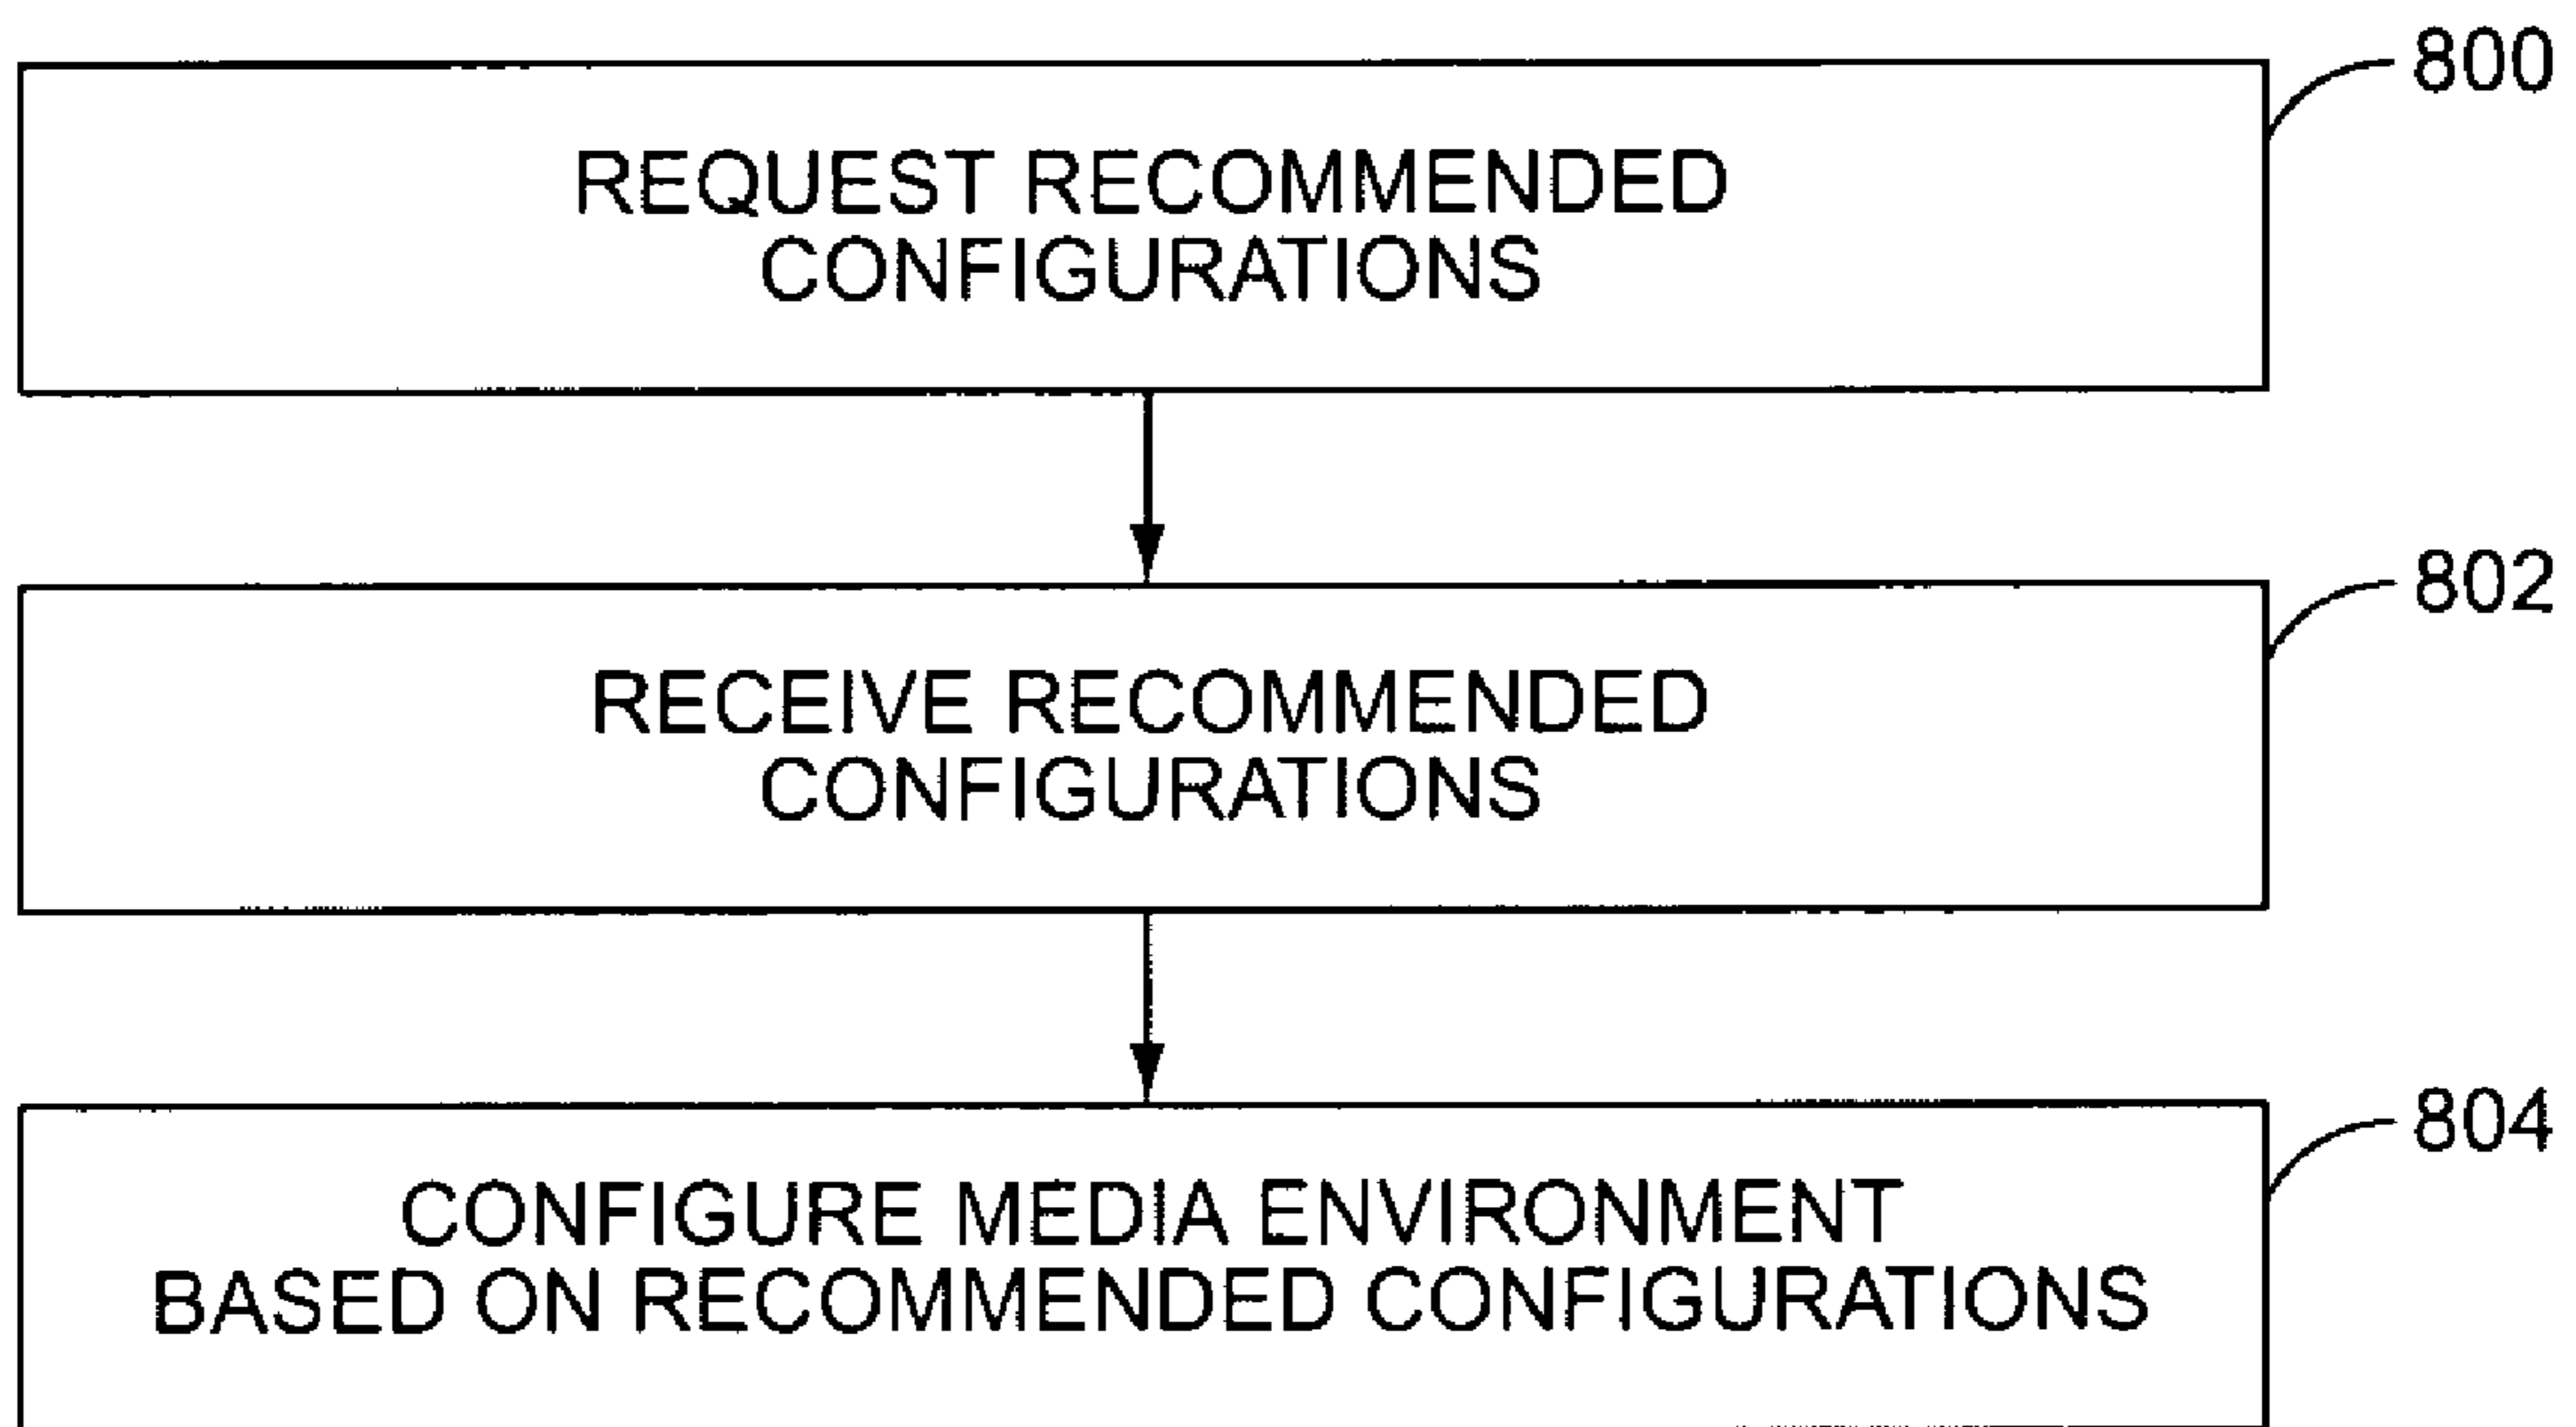 800
REQUEST RECOMMENDED
CONFIGURATIONS
802
RECEIVE RECOMMENDED
CONFIGURATIONS
804
CONFIGURE MEDIA ENVIRONMENT
BASED ON RECOMMENDED CONFIGURATIONS